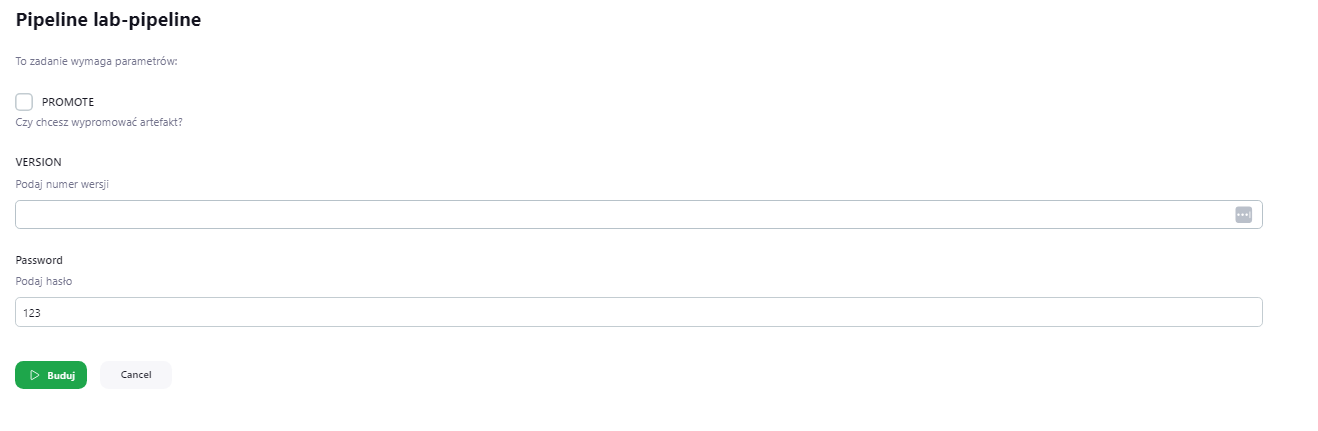 Pipeline lab-pipeline
To zadanie wymaga parametrów:
PROMOTE
Czy chcesz wypromować artefakt?
VERSION
Podaj numer wersji
Password
Podaj hasło
123
Buduj
Cancel